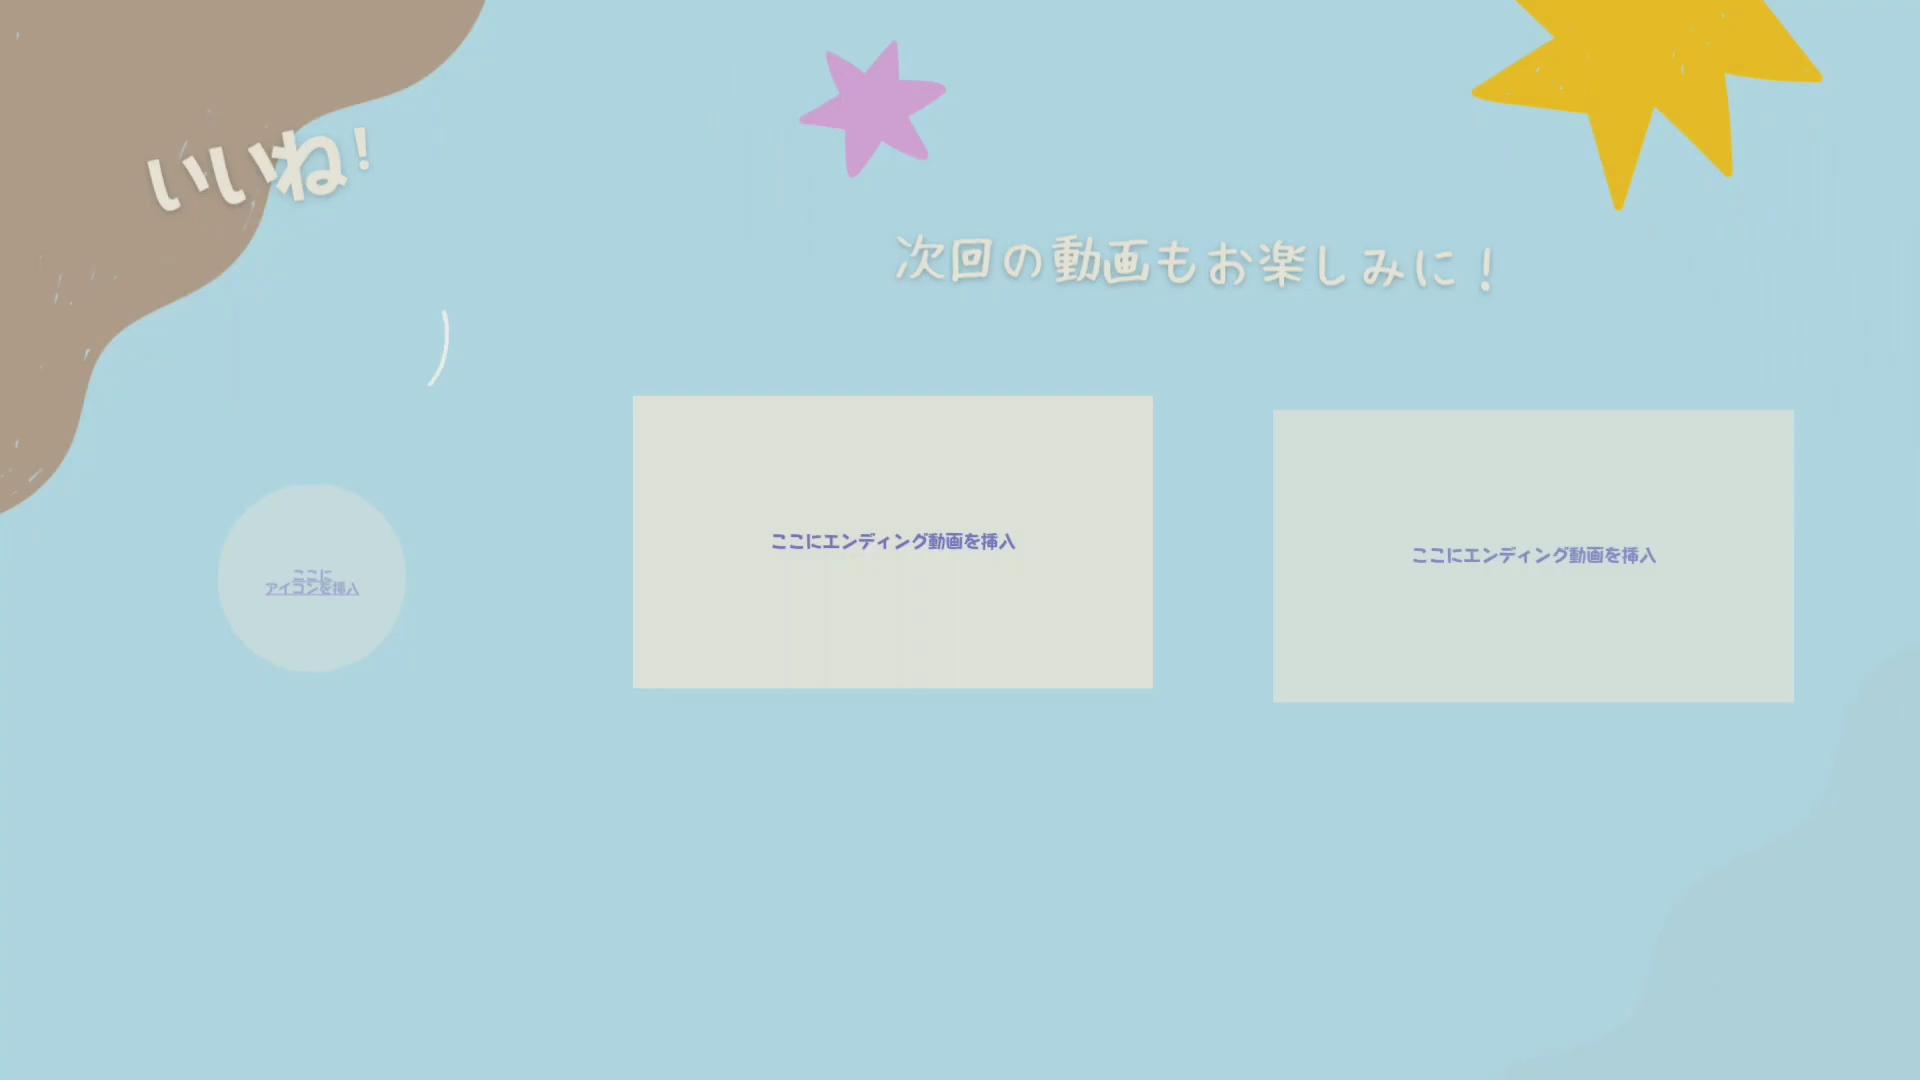 いいね!
次回の動画もお楽しみに!
ここにエンディング動画を挿入
ここにエンディング動画を挿入
ここに
アイコンを挿入